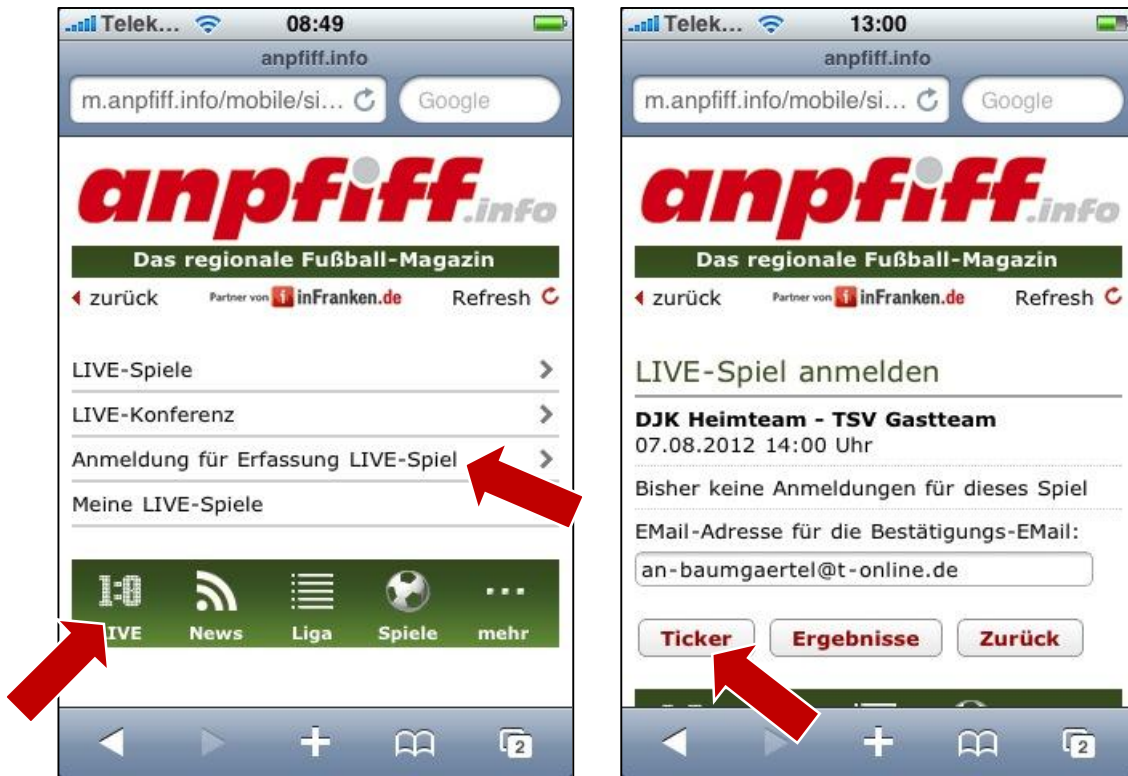 Telek... 08:49
anpfiff.info
m.anpfiff.info/mobile/si... Google
anpfiff.info
Das regionale Fußball-Magazin
zurück Partner von inFranken.de Refresh
LIVE-Spiele
LIVE-Konferenz
Anmeldung für Erfassung LIVE-Spiel
Meine LIVE-Spiele
1:0
LIVE News Liga Spiele mehr
2
Telek... 13:00
anpfiff.info
m.anpfiff.info/mobile/si... Google
anpfiff.info
Das regionale Fußball-Magazin
zurück Partner von inFranken.de Refresh
LIVE-Spiel anmelden
DJK Heimteam - TSV Gastteam
07.08.2012 14:00 Uhr
Bisher keine Anmeldungen für dieses Spiel
EMail-Adresse für die Bestätigungs-EMail:
an-baumgaertel@t-online.de
Ticker Ergebnisse Zurück
2